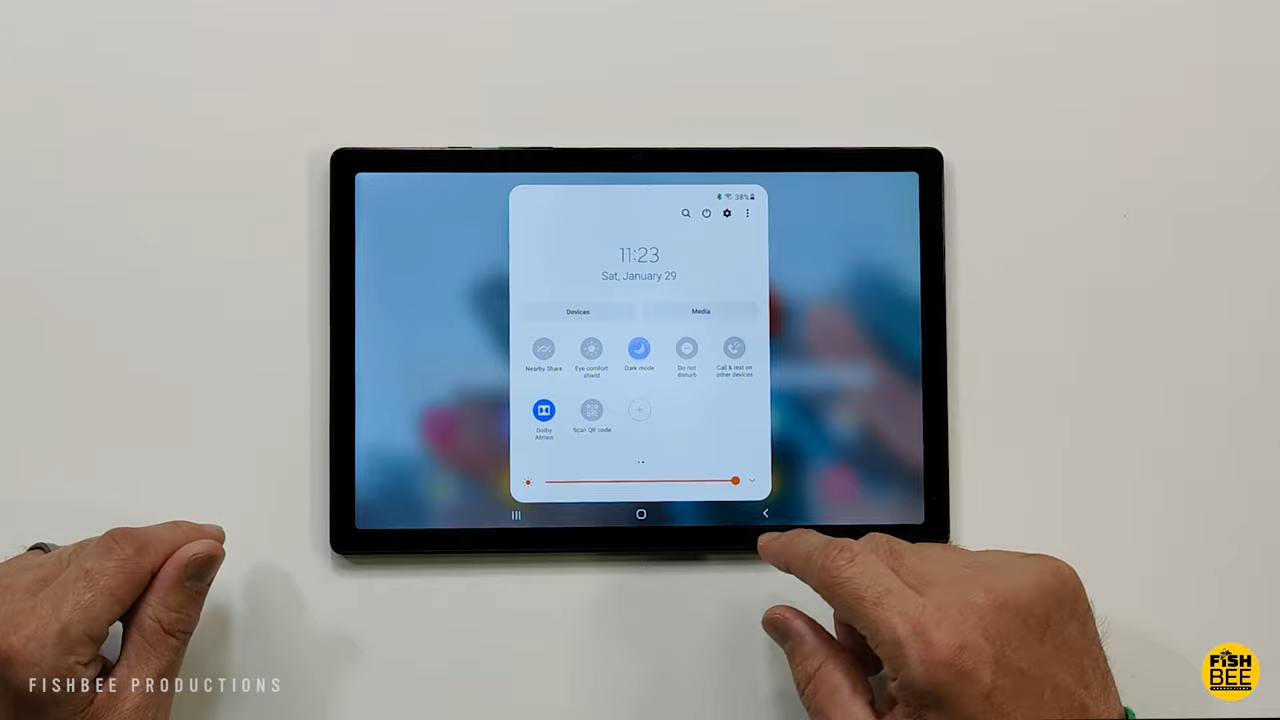 38%
11:23
Sat, January 29
Devices
Media
Nearby Share
Eye comfort
shield
Dark mode
Do not
disturb
Call & text on
other devices
Dolby
Atmos
Scan QR code
FISHBEE PRODUCTIONS
FISH
BEE
PRODUCTIONS